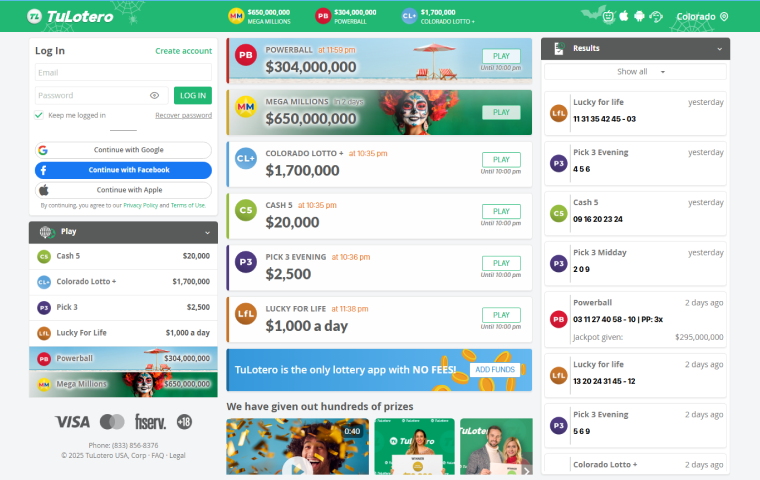 TL TuLotero
MM $650,000,000
MEGA MILLIONS
PB $304,000,000
POWERBALL
CL+ $1,700,000
COLORADO LOTTO +
Colorado
Log In
Create account
Email
Password
LOG IN
Keep me logged in
Recover password
Continue with Google
Continue with Facebook
Continue with Apple
By continuing, you agree to our Privacy Policy and Terms of Use.
Play
C5 Cash 5 $20,000
CL+ Colorado Lotto + $1,700,000
P3 Pick 3 $2,500
LfL Lucky For Life $1,000 a day
PB Powerball $304,000,000
MM Mega Millions $650,000,000
VISA fiserv. +18
Phone: (833) 856-8376
© 2025 TuLotero USA, Corp · FAQ · Legal
PB POWERBALL at 11:59 pm
$304,000,000
PLAY
Until 10:00 pm
MM MEGA MILLIONS in 2 days
$650,000,000
PLAY
CL+ COLORADO LOTTO + at 10:35 pm
$1,700,000
PLAY
Until 10:00 pm
C5 CASH 5 at 10:35 pm
$20,000
PLAY
Until 10:00 pm
P3 PICK 3 EVENING at 10:36 pm
$2,500
PLAY
Until 10:00 pm
LfL LUCKY FOR LIFE at 11:38 pm
$1,000 a day
PLAY
Until 10:00 pm
TuLotero is the only lottery app with NO FEES!
ADD FUNDS
We have given out hundreds of prizes
0:40
TuLotero
WINNER
TuLotero
Results
Show all
LfL Lucky for life yesterday
11 31 35 42 45 - 03
P3 Pick 3 Evening yesterday
4 5 6
C5 Cash 5 yesterday
09 16 20 23 24
P3 Pick 3 Midday yesterday
2 0 9
PB Powerball 2 days ago
03 11 27 40 58 - 10 | PP: 3x
Jackpot given: $295,000,000
LfL Lucky for life 2 days ago
13 20 24 31 45 - 12
P3 Pick 3 Evening 2 days ago
5 6 9
Colorado Lotto + 2 days ago